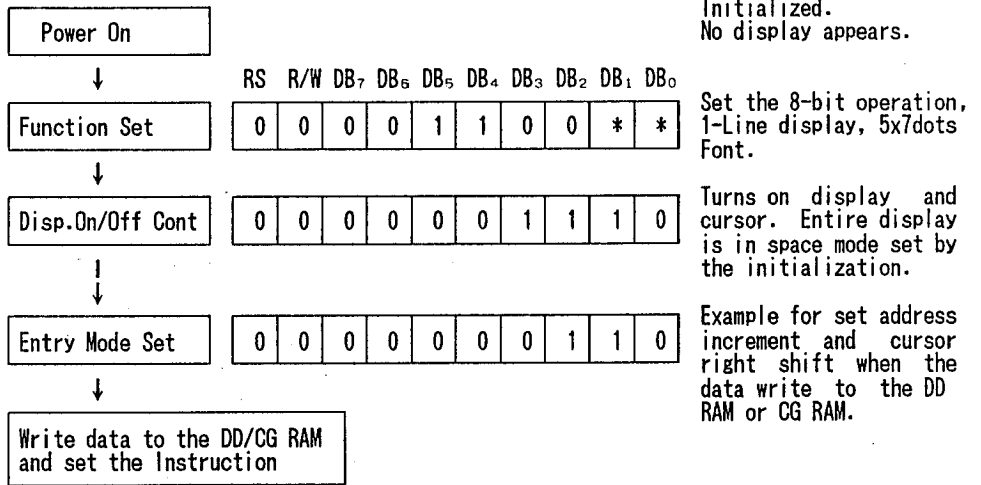 Initialized.
Power On
No display appears.
RS R/W DB₇ DB₆ DB₅ DB₄ DB₃ DB₂ DB₁ DB₀
Function Set
0 0 0 0 1 1 0 0 * *
Set the 8-bit operation,
1-Line display, 5x7dots
Font.
Disp.On/Off Cont
0 0 0 0 0 0 1 1 1 0
Turns on display and
cursor. Entire display
is in space mode set by
the initialization.
Entry Mode Set
0 0 0 0 0 0 0 1 1 0
Example for set address
increment and cursor
right shift when the
data write to the DD
RAM or CG RAM.
Write data to the DD/CG RAM
and set the Instruction